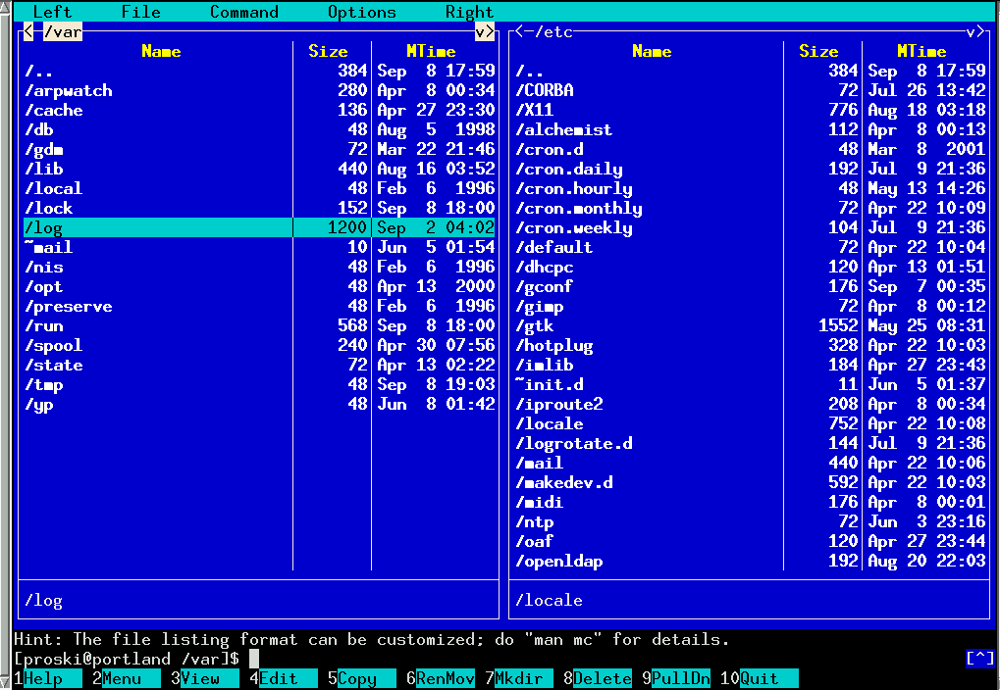 Left File Command Options Right
< /var v>
Name Size MTime
/.. 384 Sep 8 17:59
/arpwatch 280 Apr 8 00:34
/cache 136 Apr 27 23:30
/db 48 Aug 5 1998
/gdm 72 Mar 22 21:46
/lib 440 Aug 16 03:52
/local 48 Feb 6 1996
/lock 152 Sep 8 18:00
/log 1200 Sep 2 04:02
~mail 10 Jun 5 01:54
/nis 48 Feb 6 1996
/opt 48 Apr 13 2000
/preserve 48 Feb 6 1996
/run 568 Sep 8 18:00
/spool 240 Apr 30 07:56
/state 72 Apr 13 02:22
/tmp 48 Sep 8 19:03
/yp 48 Jun 8 01:42
/log
<-/etc v>
Name Size MTime
/.. 384 Sep 8 17:59
/CORBA 72 Jul 26 13:42
/X11 776 Aug 18 03:18
/alchemist 112 Apr 8 00:13
/cron.d 48 Mar 8 2001
/cron.daily 192 Jul 9 21:36
/cron.hourly 48 May 13 14:26
/cron.monthly 72 Apr 22 10:09
/cron.weekly 104 Jul 9 21:36
/default 72 Apr 22 10:04
/dhcpc 120 Apr 13 01:51
/gconf 176 Sep 7 00:35
/gimp 72 Apr 8 00:12
/gtk 1552 May 25 08:31
/hotplug 328 Apr 22 10:03
/imlib 184 Apr 27 23:43
~init.d 11 Jun 5 01:37
/iproute2 208 Apr 8 00:34
/locale 752 Apr 22 10:08
/logrotate.d 144 Jul 9 21:36
/mail 440 Apr 22 10:06
/makedev.d 592 Apr 22 10:03
/midi 176 Apr 8 00:01
/ntp 72 Jun 3 23:16
/oaf 120 Apr 27 23:44
/openldap 192 Aug 20 22:03
/locale
Hint: The file listing format can be customized; do "man mc" for details.
[proski@portland /var]$ [^]
1Help 2Menu 3View 4Edit 5Copy 6RenMov 7Mkdir 8Delete 9PullDn 10Quit